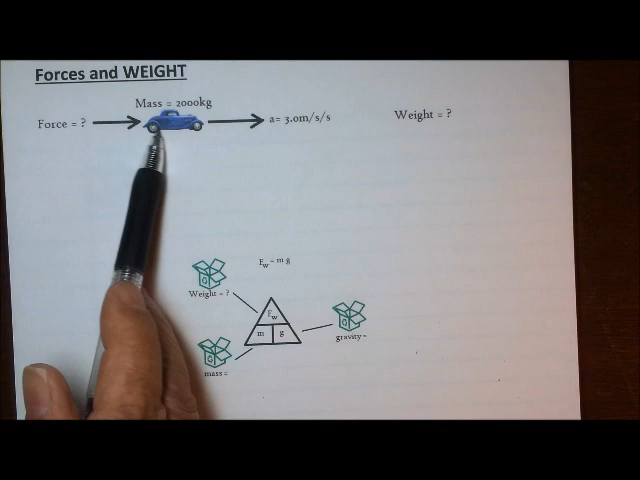 Forces and WEIGHT
Mass = 2000kg
Force = ?
a= 3.0m/s/s
Weight = ?
Fw = m g
Weight = ?
Fw
m g
gravity =
mass =